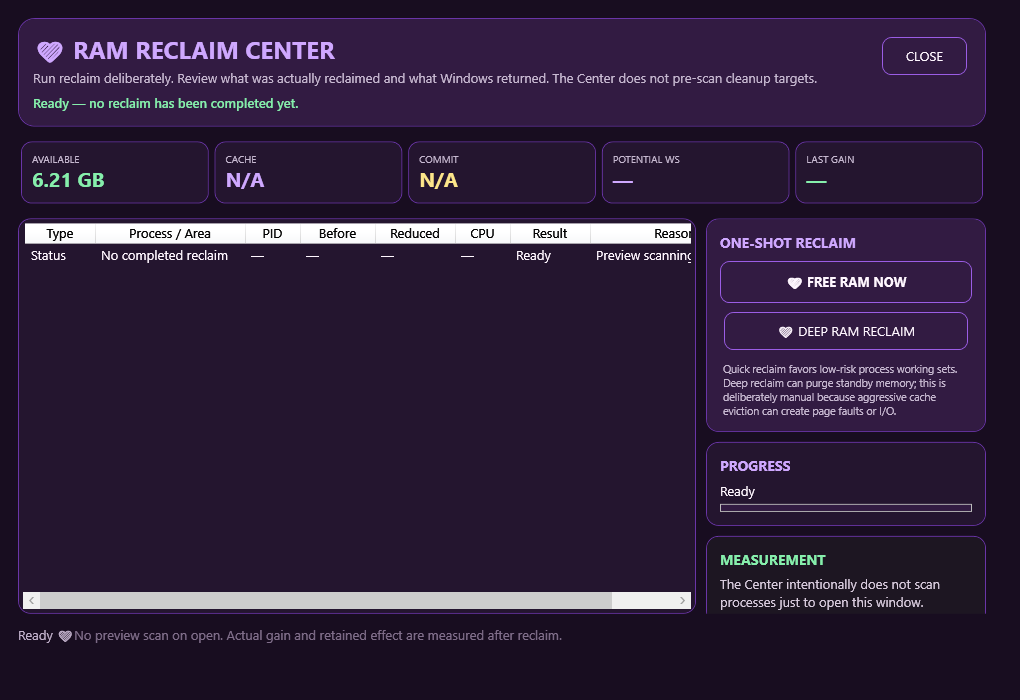 RAM RECLAIM CENTER
CLOSE
Run reclaim deliberately. Review what was actually reclaimed and what Windows returned. The Center does not pre-scan cleanup targets.
Ready — no reclaim has been completed yet.
AVAILABLE
6.21 GB
CACHE
N/A
COMMIT
N/A
POTENTIAL WS
—
LAST GAIN
—
Type Process / Area PID Before Reduced CPU Result Reason
Status No completed reclaim — — — — Ready Preview scanning
ONE-SHOT RECLAIM
FREE RAM NOW
DEEP RAM RECLAIM
Quick reclaim favors low-risk process working sets.
Deep reclaim can purge standby memory; this is
deliberately manual because aggressive cache
eviction can create page faults or I/O.
PROGRESS
Ready
MEASUREMENT
The Center intentionally does not scan
processes just to open this window.
Ready No preview scan on open. Actual gain and retained effect are measured after reclaim.